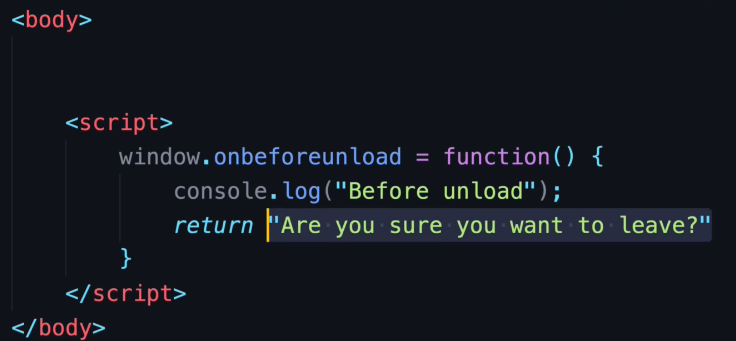 <body>
<script>
window.onbeforeunload = function() {
console.log("Before unload");
return "Are you sure you want to leave?"
}
</script>
</body>